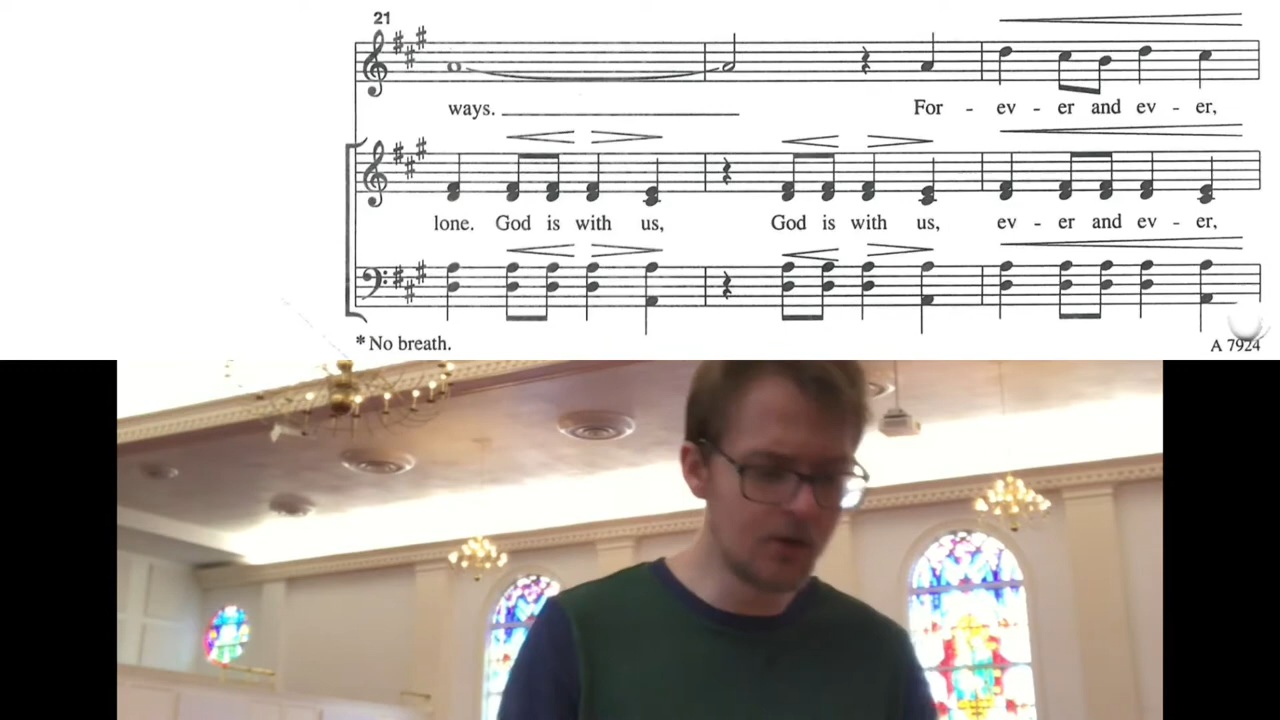 21
ways. For - ev - er and ev - er,
lone. God is with us, God is with us, ev - er and ev - er,
* No breath.
A 7924